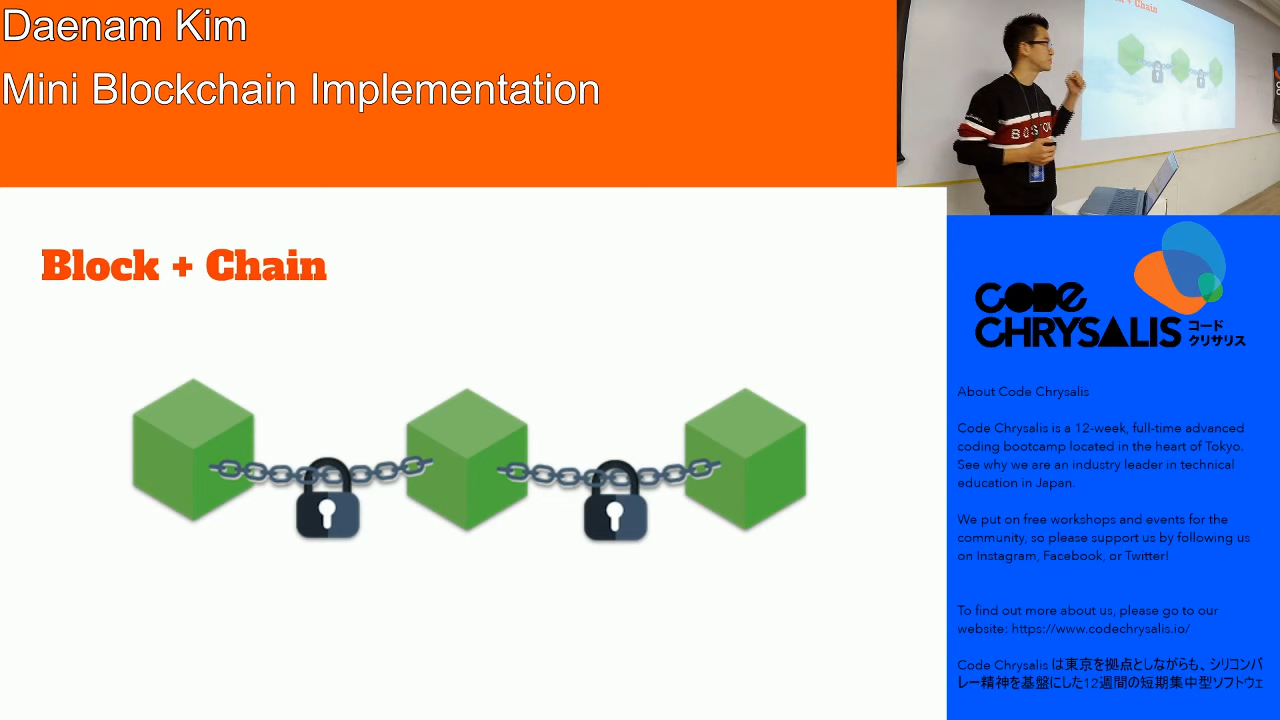 Daenam Kim
Mini Blockchain Implementation
Block + Chain
BOSTON
CODE
CHRYSALIS
コード
クリサリス
About Code Chrysalis
Code Chrysalis is a 12-week, full-time advanced
coding bootcamp located in the heart of Tokyo.
See why we are an industry leader in technical
education in Japan.
We put on free workshops and events for the
community, so please support us by following us
on Instagram, Facebook, or Twitter!
To find out more about us, please go to our
website: https://www.codechrysalis.io/
Code Chrysalis は東京を拠点としながらも、シリコンバ
レー精神を基盤にした12週間の短期集中型ソフトウェ